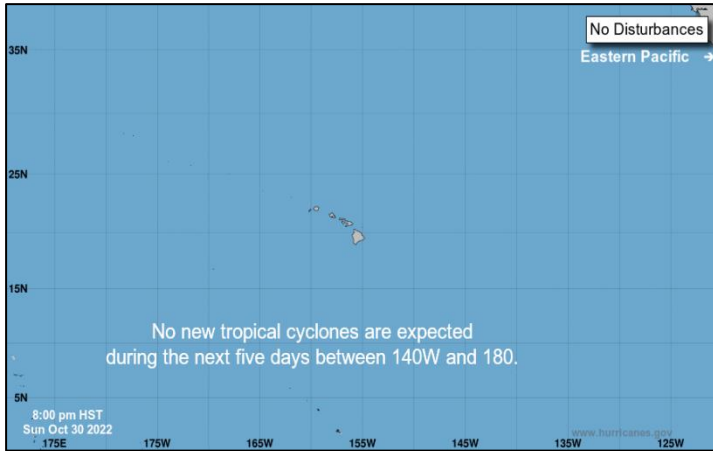 No Disturbances
Eastern Pacific →
35N
25N
15N
No new tropical cyclones are expected
during the next five days between 140W and 180.
5N
8:00 pm HST
Sun Oct 30 2022
www.hurricanes.gov
175E 175W 165W 155W 145W 135W 125W